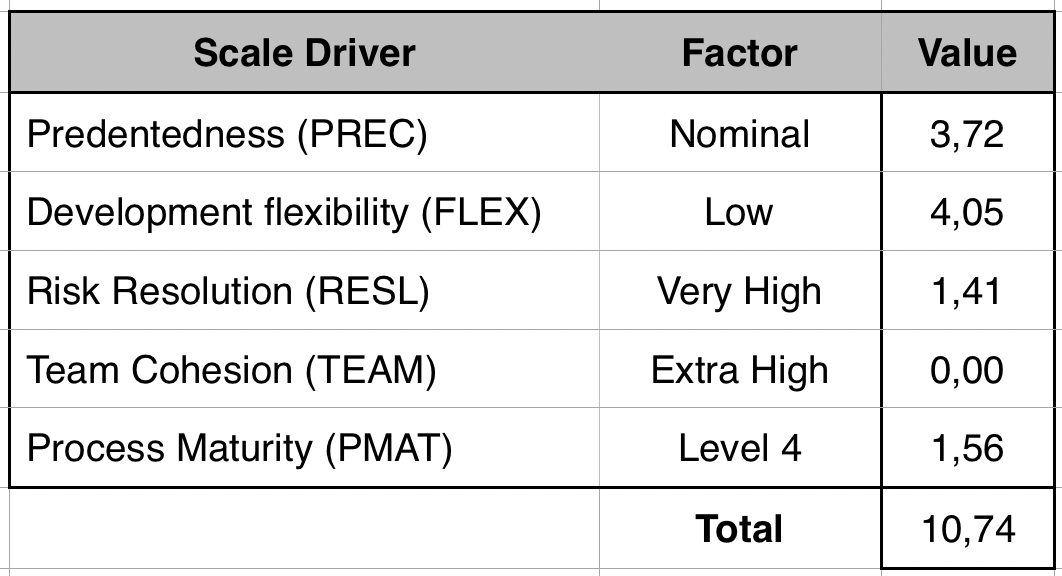 Scale Driver Factor Value
Predentedness (PREC) Nominal 3,72
Development flexibility (FLEX) Low 4,05
Risk Resolution (RESL) Very High 1,41
Team Cohesion (TEAM) Extra High 0,00
Process Maturity (PMAT) Level 4 1,56
Total 10,74